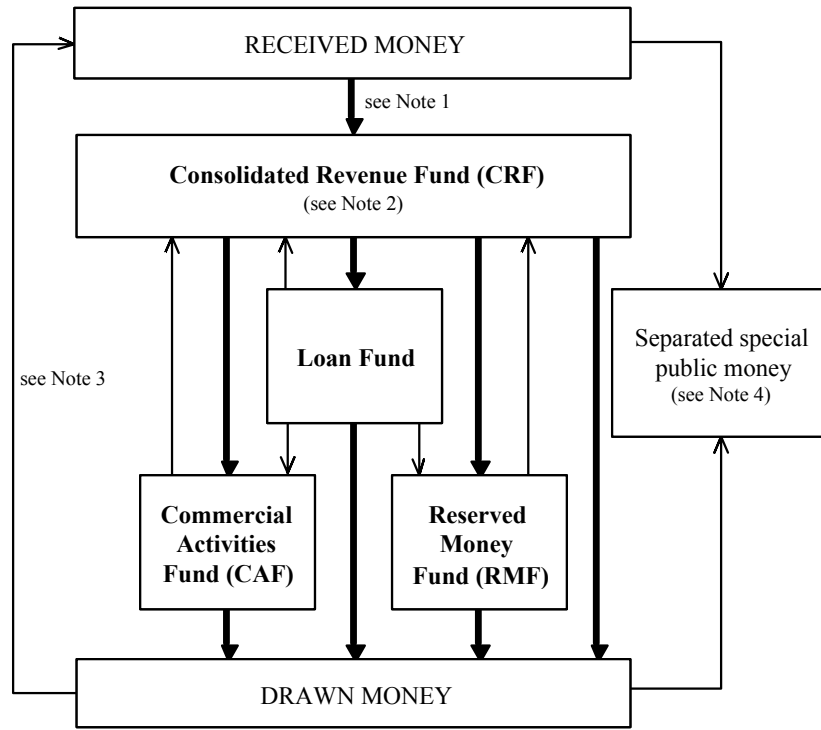 RECEIVED MONEY
see Note 1
Consolidated Revenue Fund (CRF)
(see Note 2)
Loan Fund
Separated special
public money
(see Note 4)
see Note 3
Commercial
Activities
Fund (CAF)
Reserved
Money
Fund (RMF)
DRAWN MONEY